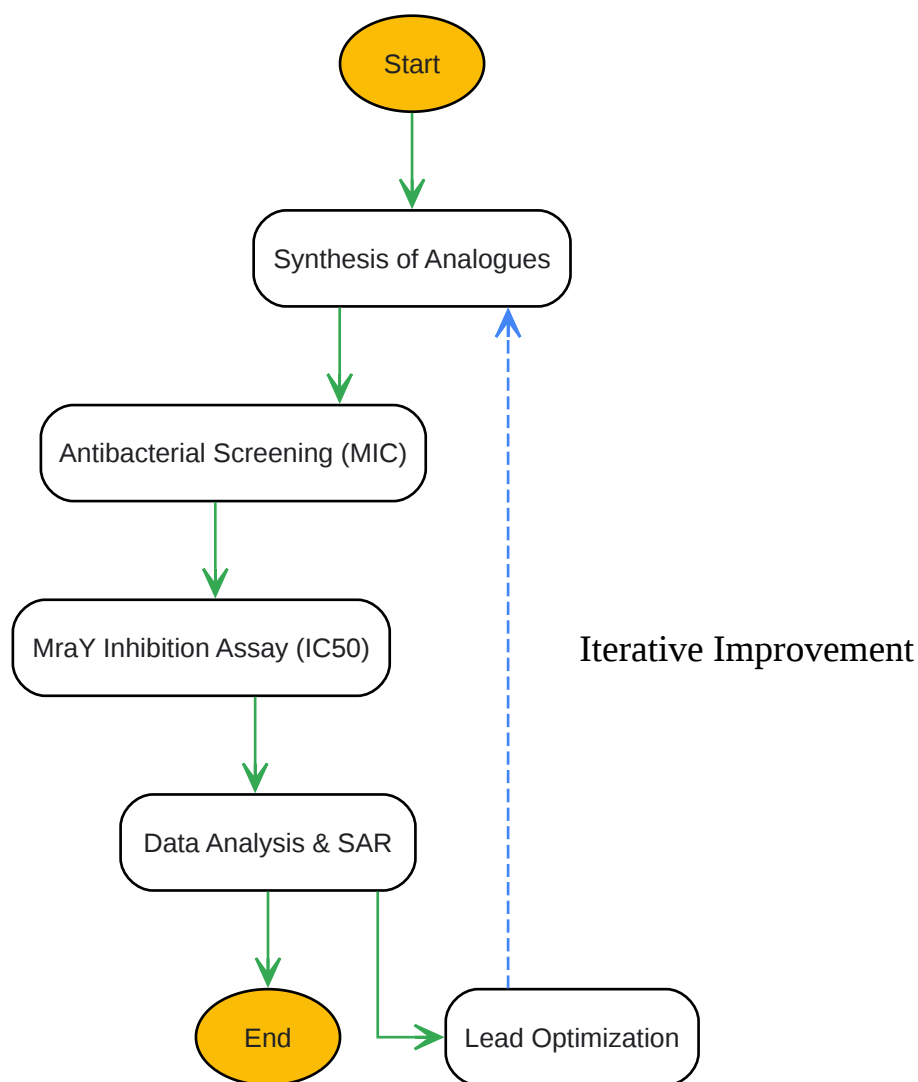 Start
Synthesis of Analogues
Antibacterial Screening (MIC)
MraY Inhibition Assay (IC50)
Iterative Improvement
Data Analysis & SAR
End
Lead Optimization